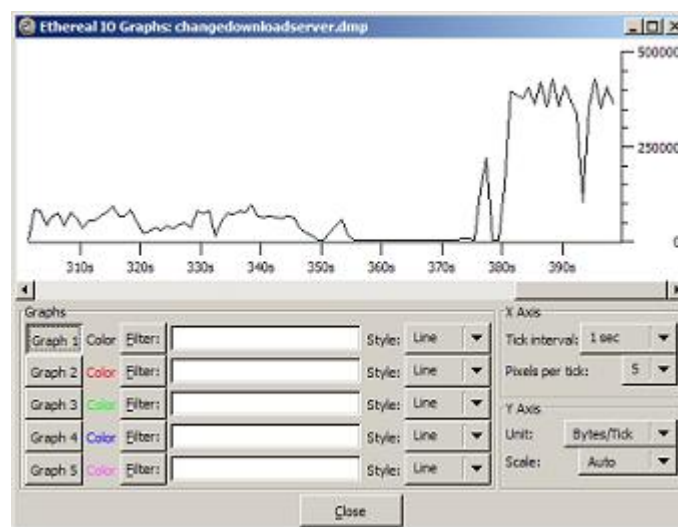 Ethereal IO Graphs: changedownloadserver.dmp
500000
250000
0
310s 320s 330s 340s 350s 360s 370s 380s 390s
Graphs
Graph 1 Color Filter: Style: Line
Graph 2 Color Filter: Style: Line
Graph 3 Color Filter: Style: Line
Graph 4 Color Filter: Style: Line
Graph 5 Color Filter: Style: Line
X Axis
Tick interval: 1 sec
Pixels per tick: 5
Y Axis
Unit: Bytes/Tick
Scale: Auto
Close